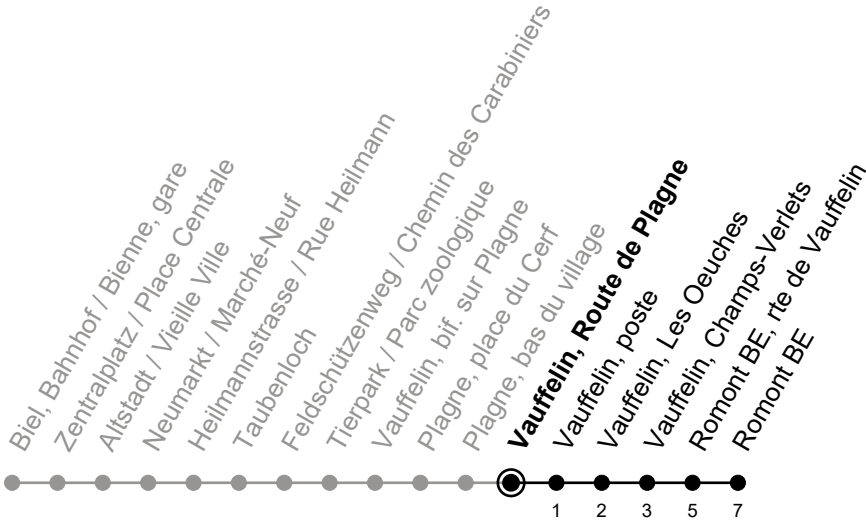 Biel, Bahnhof / Bienne, gare
Zentralplatz / Place Centrale
Altstadt / Vieille Ville
Neumarkt / Marché-Neuf
Heilmannstrasse / Rue Heilmann
Taubenloch
Feldschützenweg / Chemin des Carabiniers
Tierpark / Parc zoologique
Vauffelin, bif. sur Plagne
Plagne, place du Cerf
Plagne, bas du village
Vauffelin, Route de Plagne
Vauffelin, poste
Vauffelin, Les Oeuches
Vauffelin, Champs-Verlets
Romont BE, rte de Vauffelin
Romont BE
1 2 3 5 7